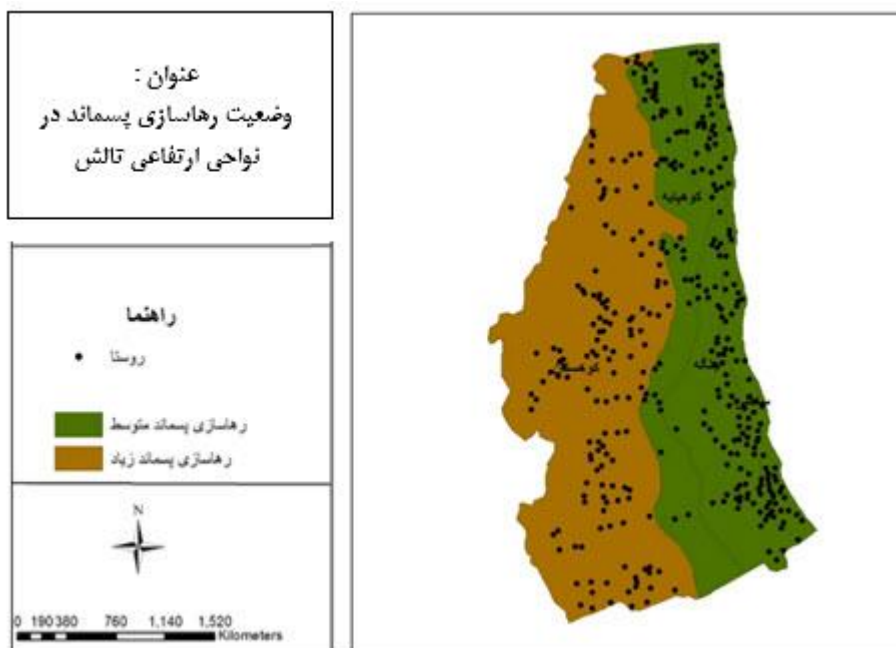 عنوان :
وضعیت رهاسازی پسماند در
نواحی ارتفاعی تالش
راهنما
روستا
رهاسازی پسماند متوسط
رهاسازی پسماند زیاد
N
0 190 380 760 1,140 1,520
Kilometers
کوهپایه